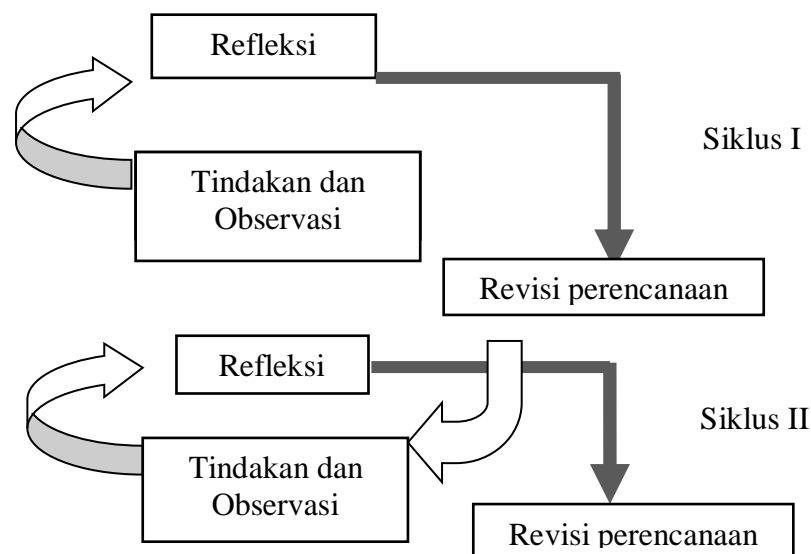 Refleksi
Siklus I
Tindakan dan
Observasi
Revisi perencanaan
Refleksi
Siklus II
Tindakan dan
Observasi
Revisi perencanaan